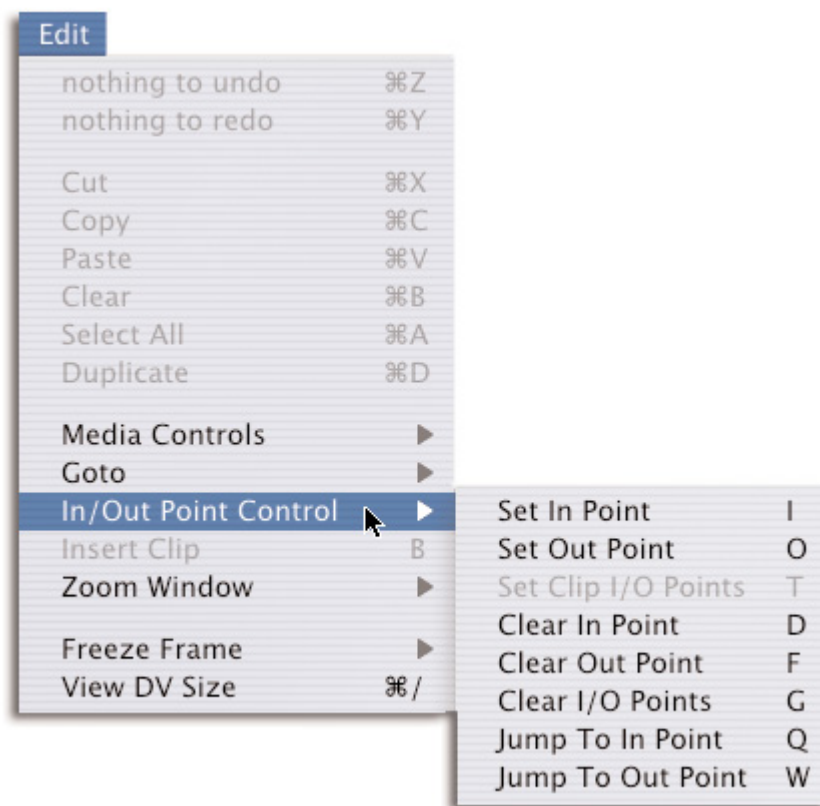 Edit
nothing to undo ⌘Z
nothing to redo ⌘Y
Cut ⌘X
Copy ⌘C
Paste ⌘V
Clear ⌘B
Select All ⌘A
Duplicate ⌘D
Media Controls
Goto
In/Out Point Control
Insert Clip B
Zoom Window
Freeze Frame
View DV Size ⌘/
Set In Point I
Set Out Point O
Set Clip I/O Points T
Clear In Point D
Clear Out Point F
Clear I/O Points G
Jump To In Point Q
Jump To Out Point W